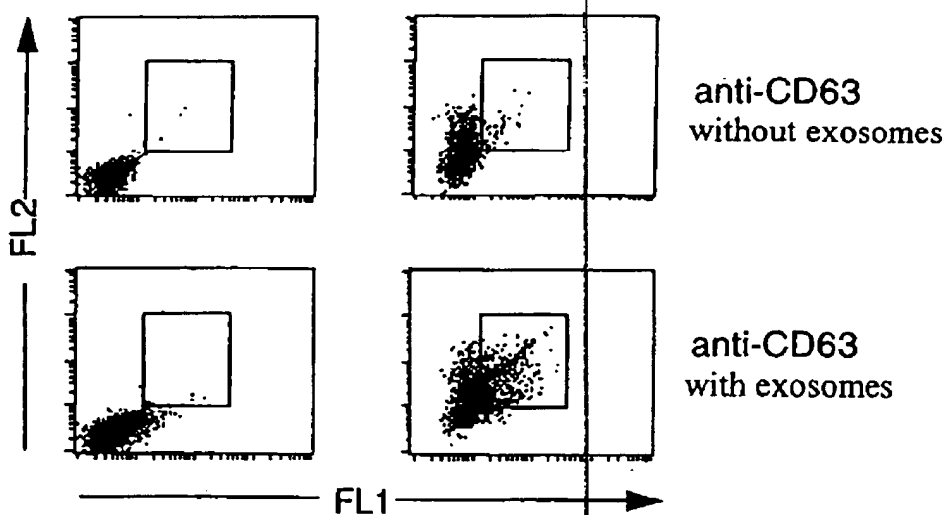 anti-CD63
without exosomes
FL2
anti-CD63
with exosomes
FL1